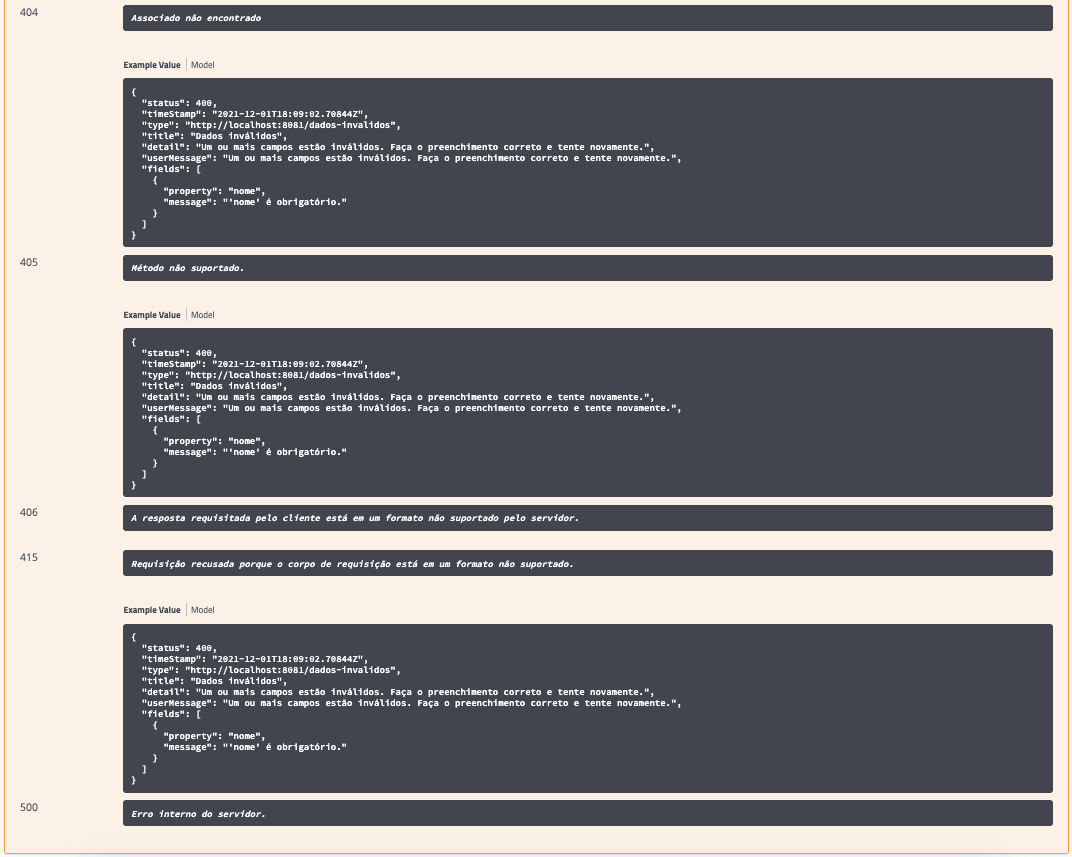 404
Associado não encontrado
Example Value | Model
{
"status": 400,
"timeStamp": "2021-12-01T18:09:02.70844Z",
"type": "http://localhost:8081/dados-invalidos",
"title": "Dados inválidos",
"detail": "Um ou mais campos estão inválidos. Faça o preenchimento correto e tente novamente.",
"userMessage": "Um ou mais campos estão inválidos. Faça o preenchimento correto e tente novamente.",
"fields": [
{
"property": "nome",
"message": "'nome' é obrigatório."
}
]
}
405
Método não suportado.
Example Value | Model
{
"status": 400,
"timeStamp": "2021-12-01T18:09:02.70844Z",
"type": "http://localhost:8081/dados-invalidos",
"title": "Dados inválidos",
"detail": "Um ou mais campos estão inválidos. Faça o preenchimento correto e tente novamente.",
"userMessage": "Um ou mais campos estão inválidos. Faça o preenchimento correto e tente novamente.",
"fields": [
{
"property": "nome",
"message": "'nome' é obrigatório."
}
]
}
406
A resposta requisitada pelo cliente está em um formato não suportado pelo servidor.
415
Requisição recusada porque o corpo de requisição está em um formato não suportado.
Example Value | Model
{
"status": 400,
"timeStamp": "2021-12-01T18:09:02.70844Z",
"type": "http://localhost:8081/dados-invalidos",
"title": "Dados inválidos",
"detail": "Um ou mais campos estão inválidos. Faça o preenchimento correto e tente novamente.",
"userMessage": "Um ou mais campos estão inválidos. Faça o preenchimento correto e tente novamente.",
"fields": [
{
"property": "nome",
"message": "'nome' é obrigatório."
}
]
}
500
Erro interno do servidor.